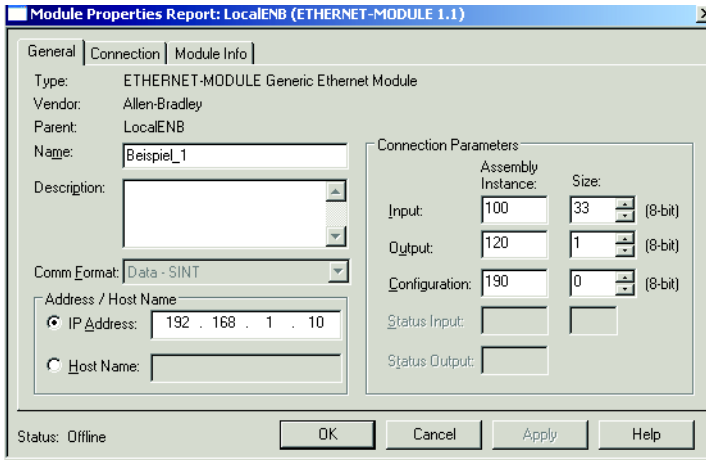 Module Properties Report: LocalENB (ETHERNET-MODULE 1.1)
General Connection Module Info
Type: ETHERNET-MODULE Generic Ethernet Module
Vendor: Allen-Bradley
Parent: LocalENB
Name: Beispiel_1
Description:
Comm Format: Data - SINT
Address / Host Name
IP Address: 192 . 168 . 1 . 10
Host Name:
Connection Parameters
Assembly
Instance: Size:
Input: 100 33 (8-bit)
Output: 120 1 (8-bit)
Configuration: 190 0 (8-bit)
Status Input:
Status Output:
Status: Offline
OK Cancel Apply Help